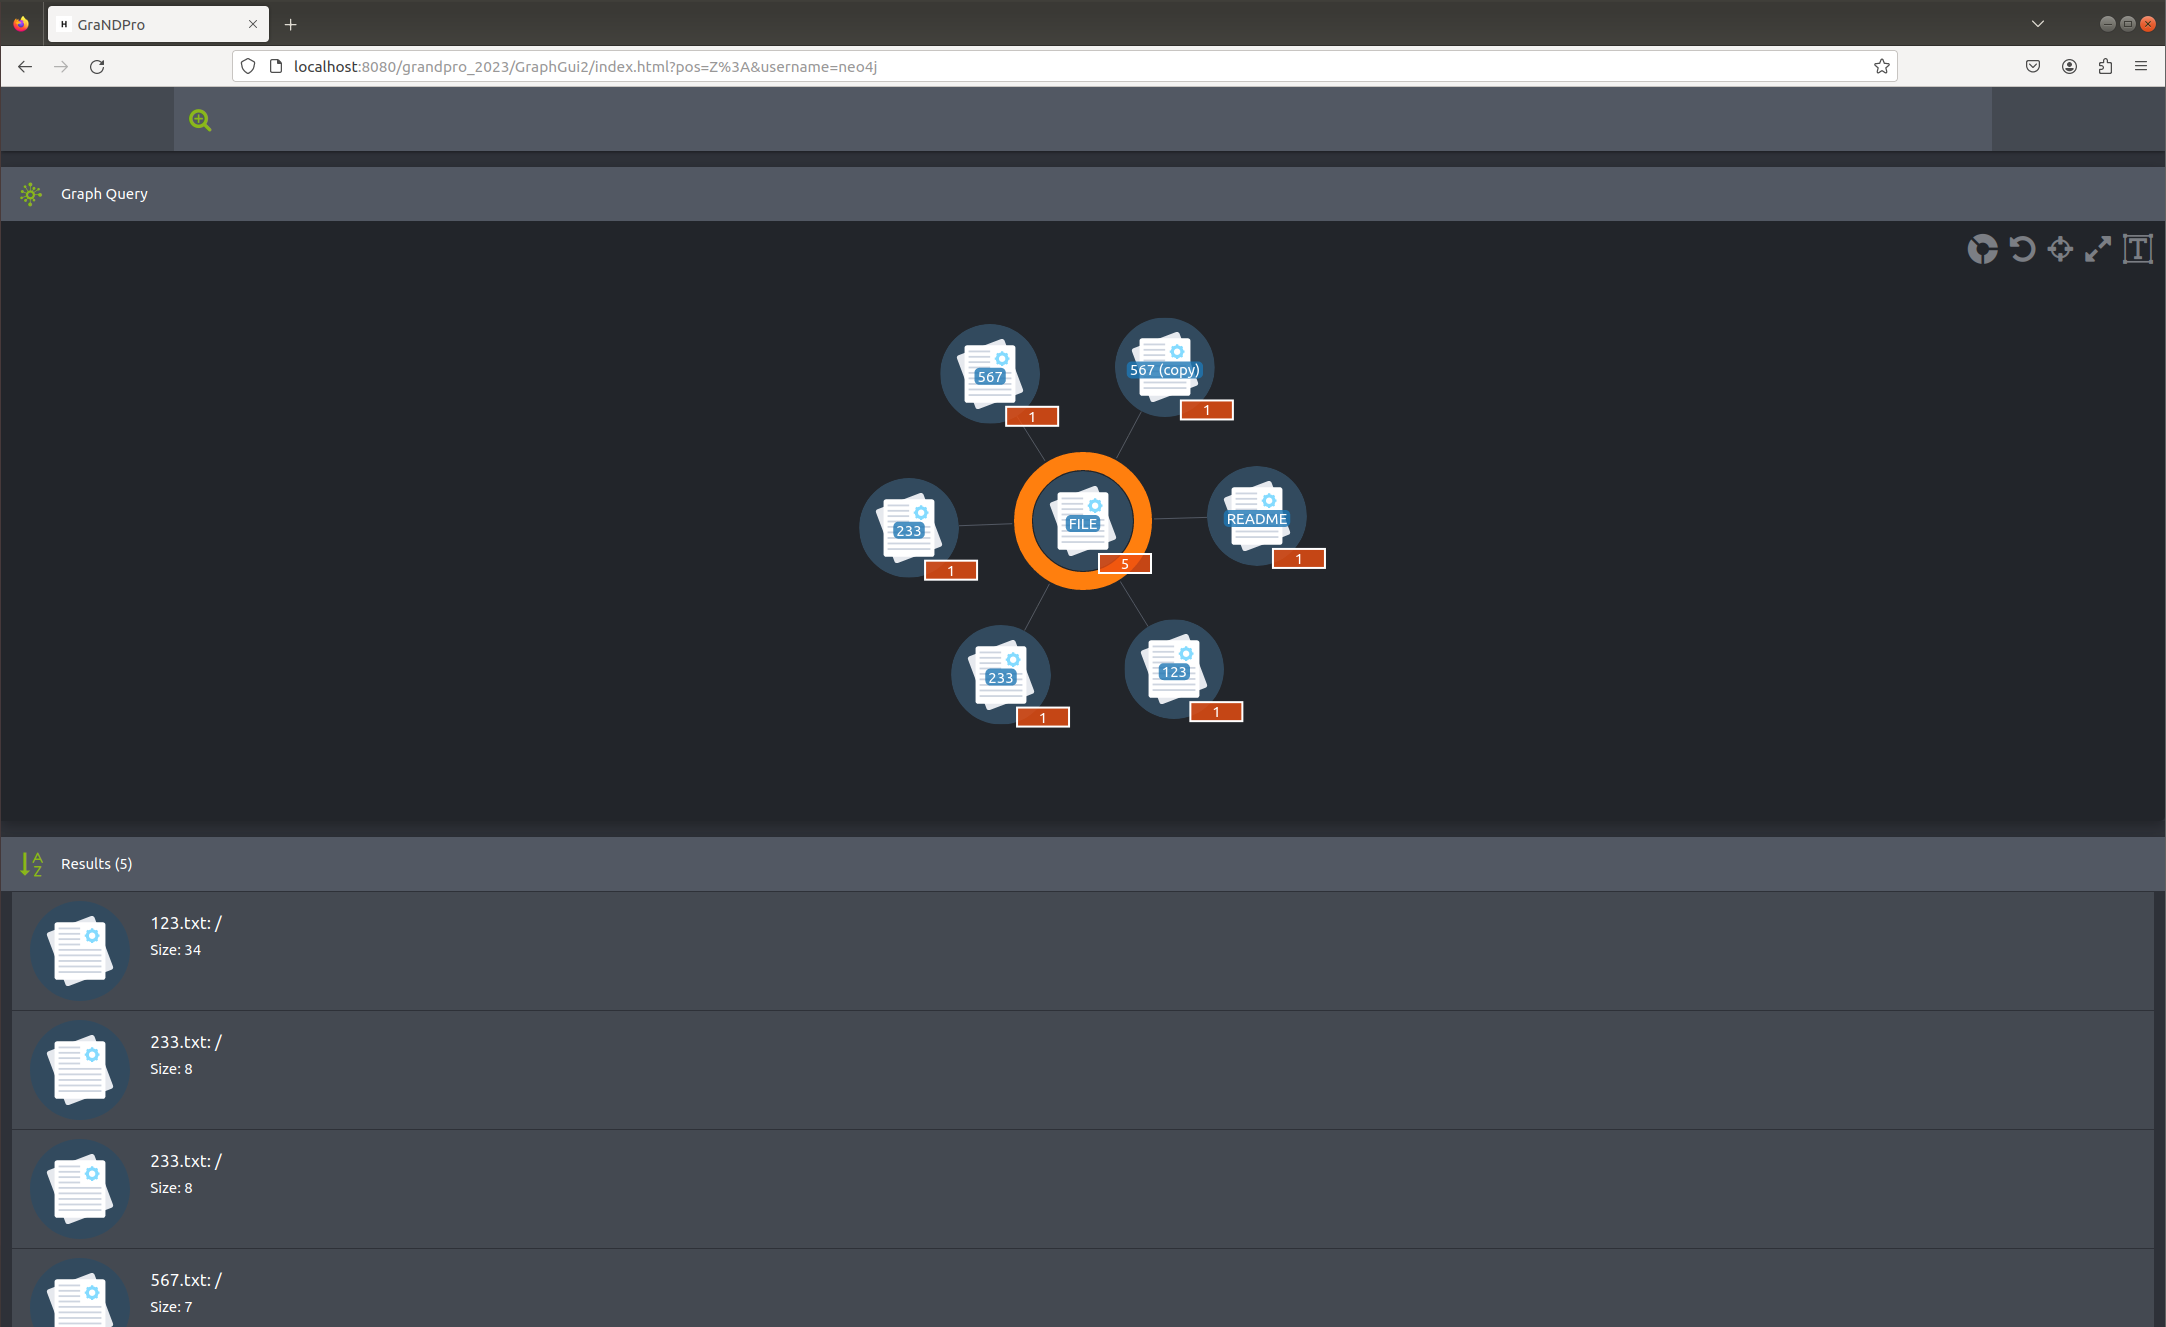 H GraNDPro
localhost:8080/grandpro_2023/GraphGui2/index.html?pos=Z%3A&username=neo4j
Graph Query
T
567
1
567 (copy)
1
233
1
FILE
5
README
1
233
1
123
1
A
Z
Results (5)
123.txt: /
Size: 34
233.txt: /
Size: 8
233.txt: /
Size: 8
567.txt: /
Size: 7